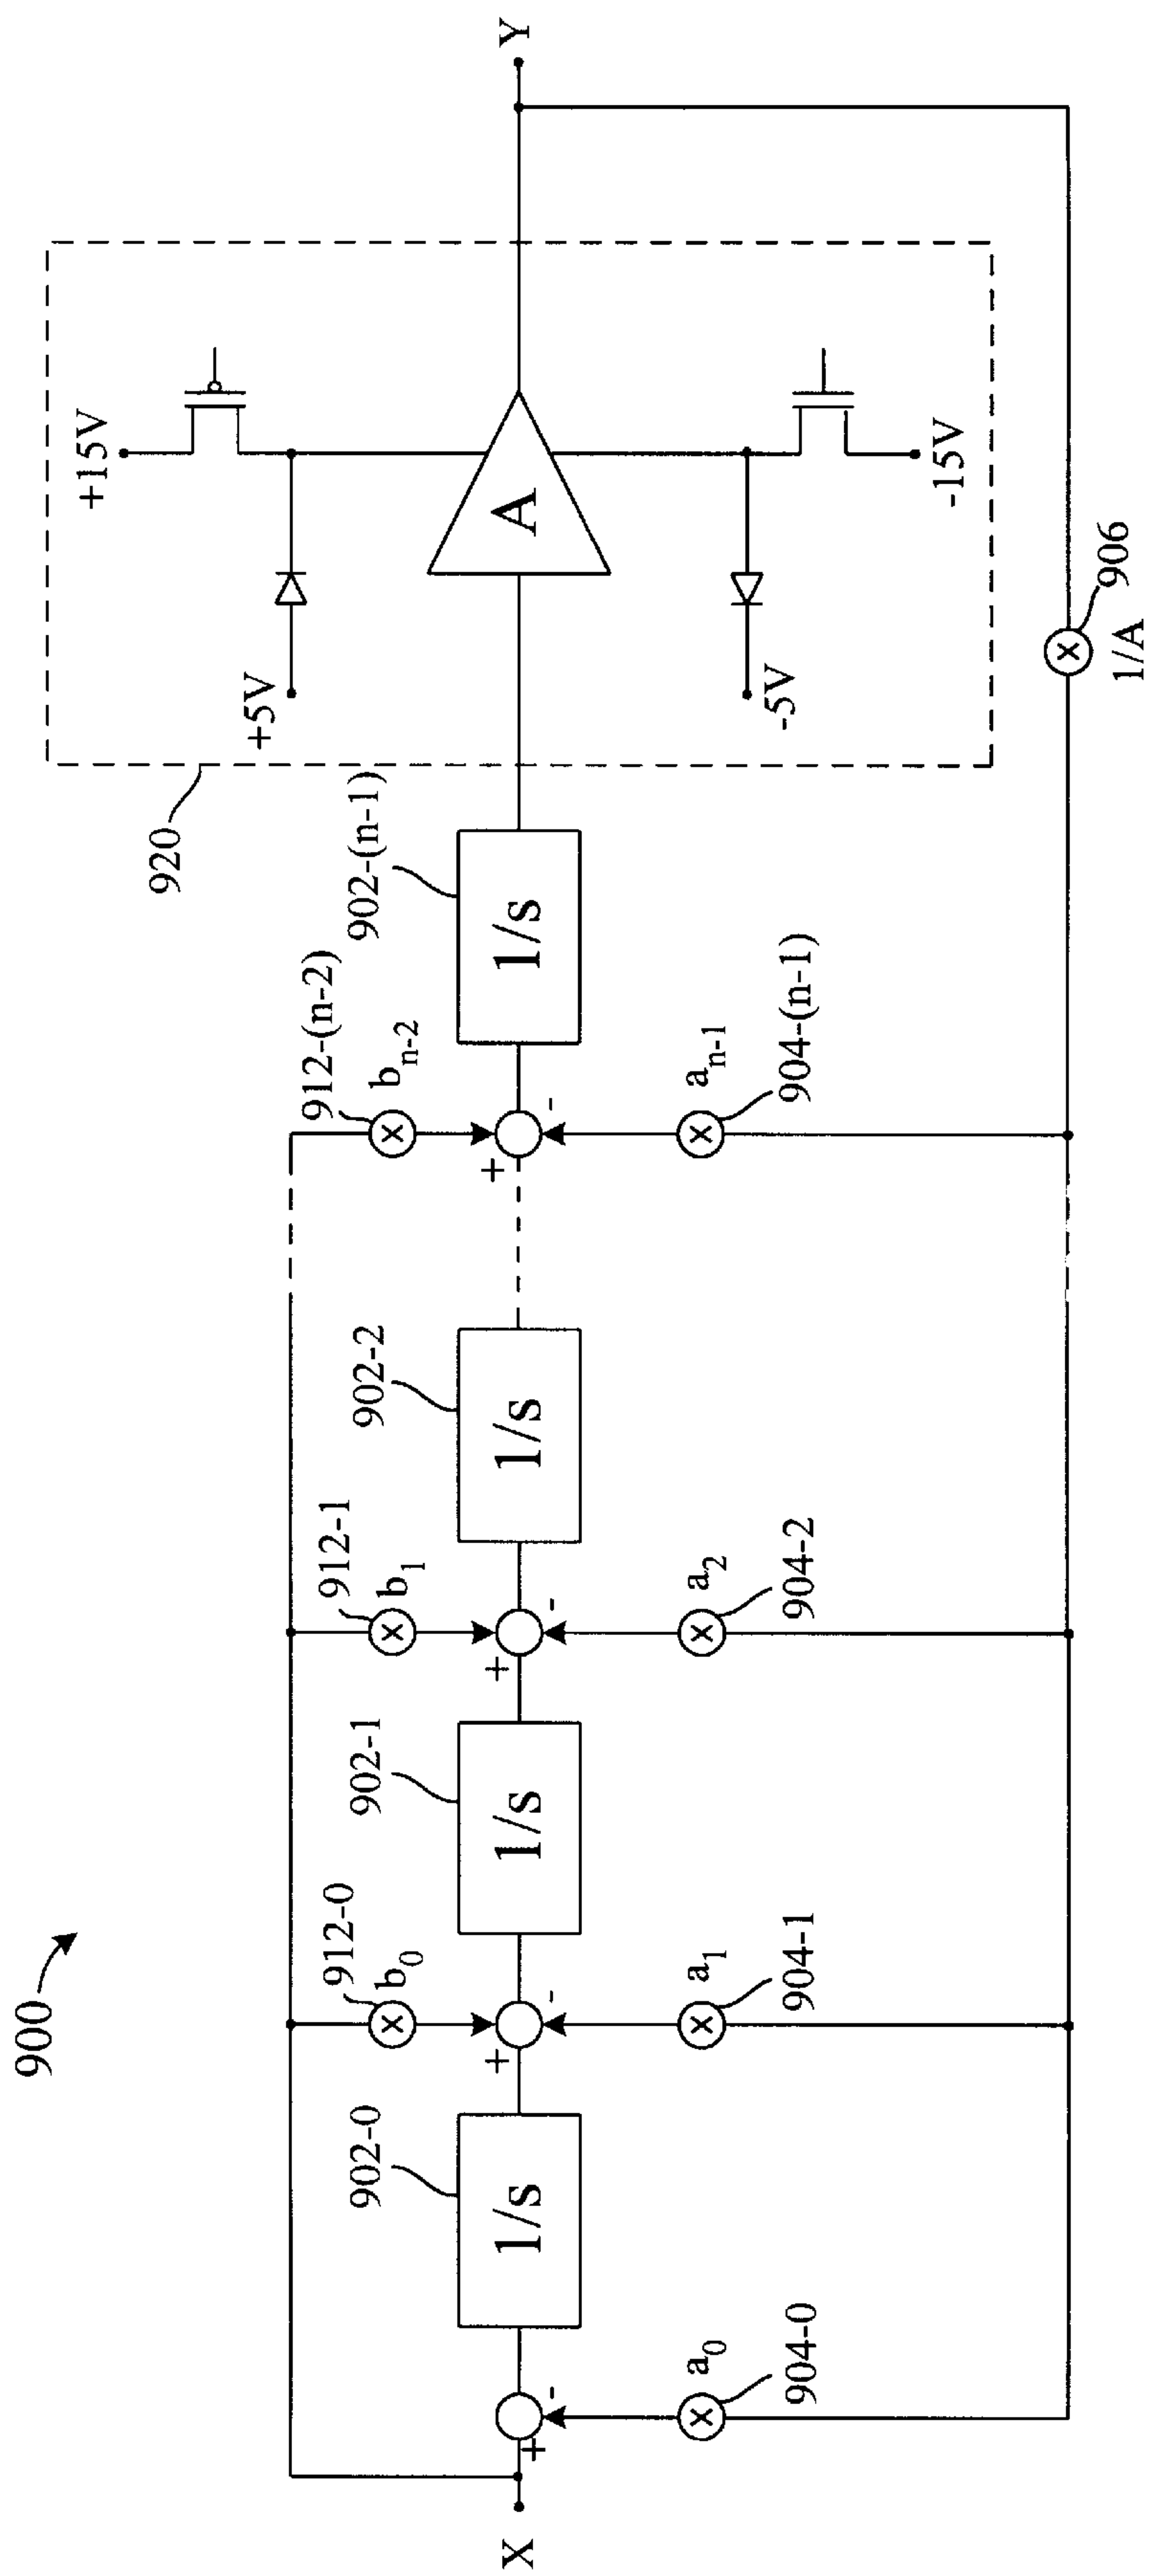 900
920
+15V
+5V
A
-5V
-15V
Y
912-0
b0
912-1
b1
912-(n-2)
bn-2
+
+
+
+
-
-
-
-
X
902-0
1/s
902-1
1/s
902-2
1/s
902-(n-1)
1/s
a0
904-0
a1
904-1
a2
904-2
an-1
904-(n-1)
906
1/A